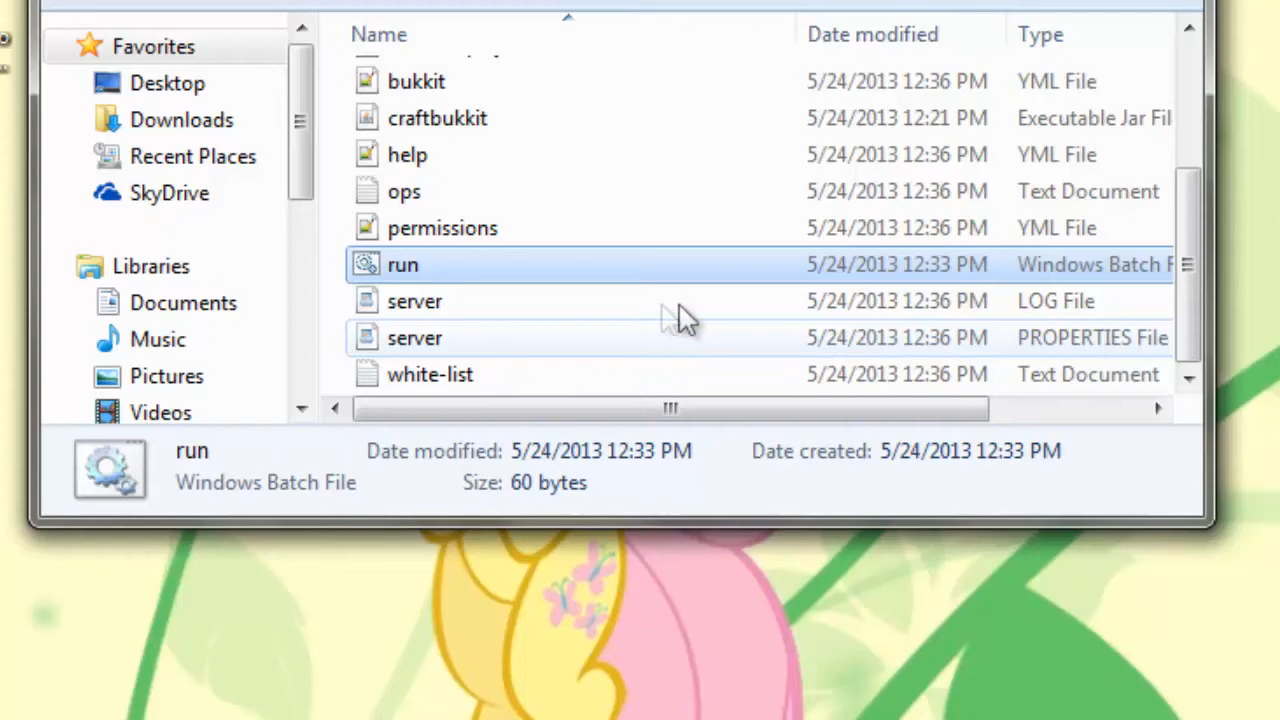 Name Date modified Type
Favorites
Desktop
Downloads
Recent Places
SkyDrive
Libraries
Documents
Music
Pictures
Videos
bukkit 5/24/2013 12:36 PM YML File
craftbukkit 5/24/2013 12:21 PM Executable Jar Fil
help 5/24/2013 12:36 PM YML File
ops 5/24/2013 12:36 PM Text Document
permissions 5/24/2013 12:36 PM YML File
run 5/24/2013 12:33 PM Windows Batch F
server 5/24/2013 12:36 PM LOG File
server 5/24/2013 12:36 PM PROPERTIES File
white-list 5/24/2013 12:36 PM Text Document
run Date modified: 5/24/2013 12:33 PM Date created: 5/24/2013 12:33 PM
Windows Batch File Size: 60 bytes